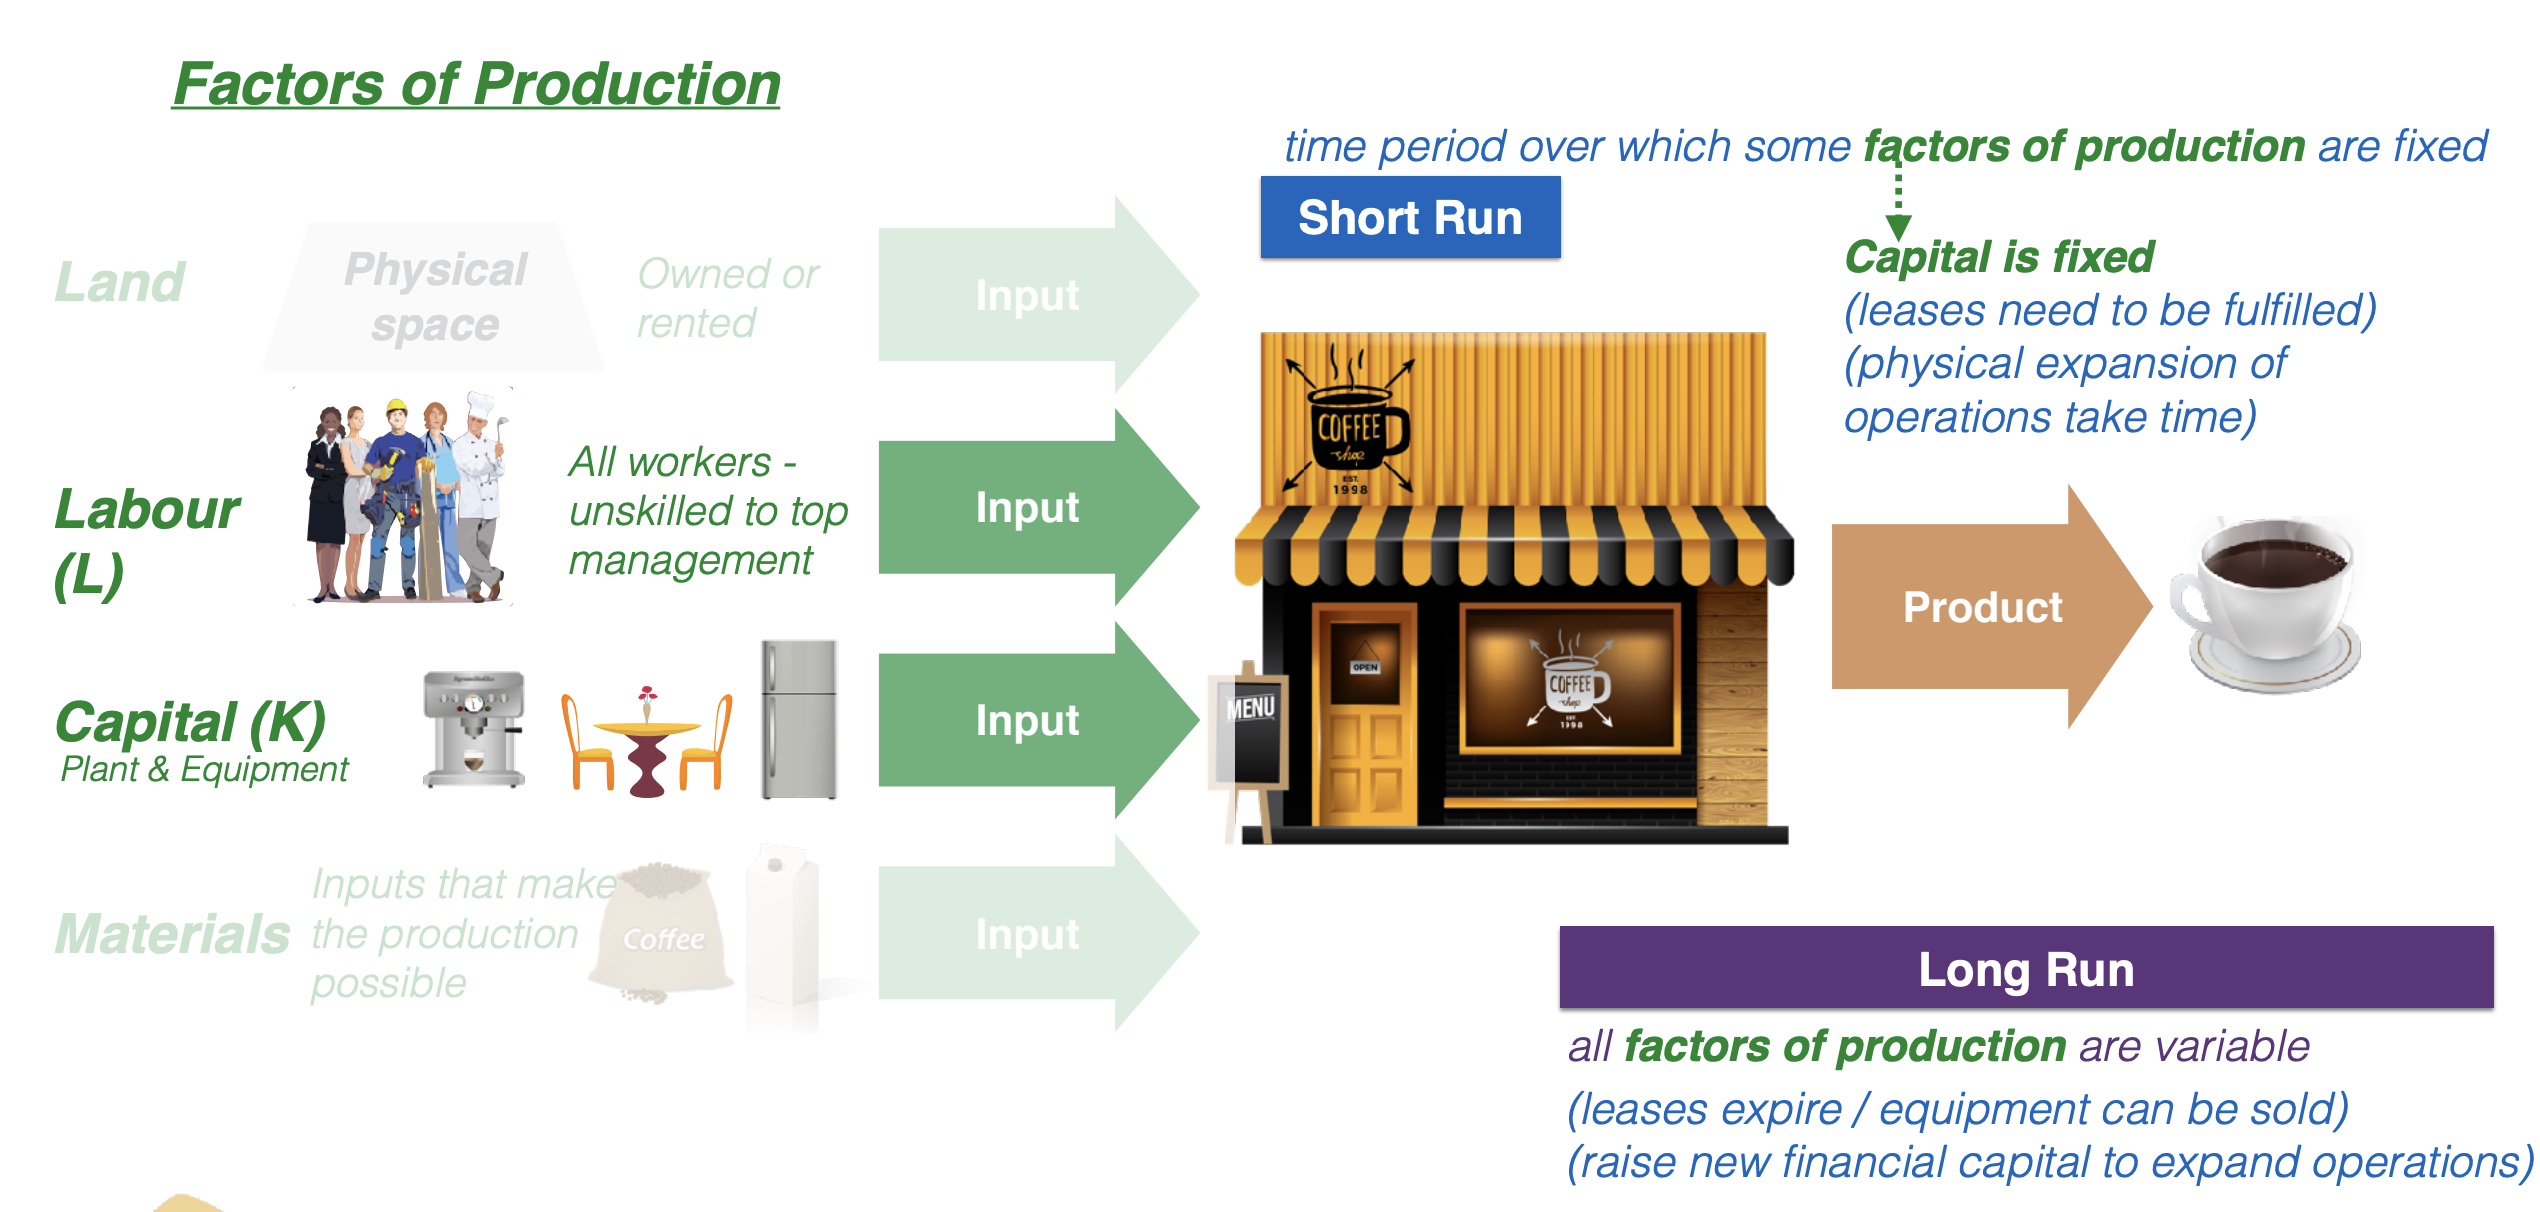 Factors of Production
time period over which some factors of production are fixed
Short Run
Capital is fixed
(leases need to be fulfilled)
(physical expansion of
operations take time)
Land
Physical
space
Owned or
rented
Input
Labour
(L)
All workers -
unskilled to top
management
Input
Capital (K)
Plant & Equipment
Input
Materials
Inputs that make
the production
possible
Coffee
Input
COFFEE
shop
EST.
1998
OPEN
MENU
COFFEE
shop
EST
1998
Product
Long Run
all factors of production are variable
(leases expire / equipment can be sold)
(raise new financial capital to expand operations)